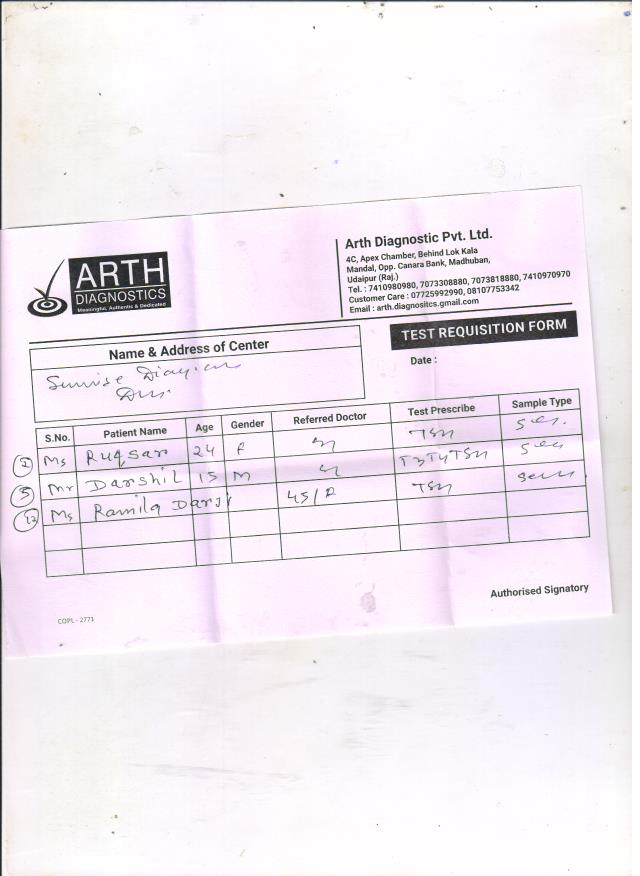 ARTH
DIAGNOSTICS
Meaningful, Authentic & Dedicated
Arth Diagnostic Pvt. Ltd.
4C, Apex Chamber, Behind Lok Kala
Mandal, Opp. Canara Bank, Madhuban,
Udaipur (Raj.)
Tel. : 7410980980, 7073308880, 7073818880, 7410970970
Customer Care : 07725992990, 08107753342
Email : arth.diagnositcs.gmail.com
TEST REQUISITION FORM
Date :
Name & Address of Center
Sunrise
S.No. Patient Name Age Gender Referred Doctor Test Prescribe Sample Type
Ms Ruqsar 24 F TSH
Mr Darshil 15 M T3T4TSH
12 Ms Ramila Darji 45/F TSH
Authorised Signatory
COPL - 2771